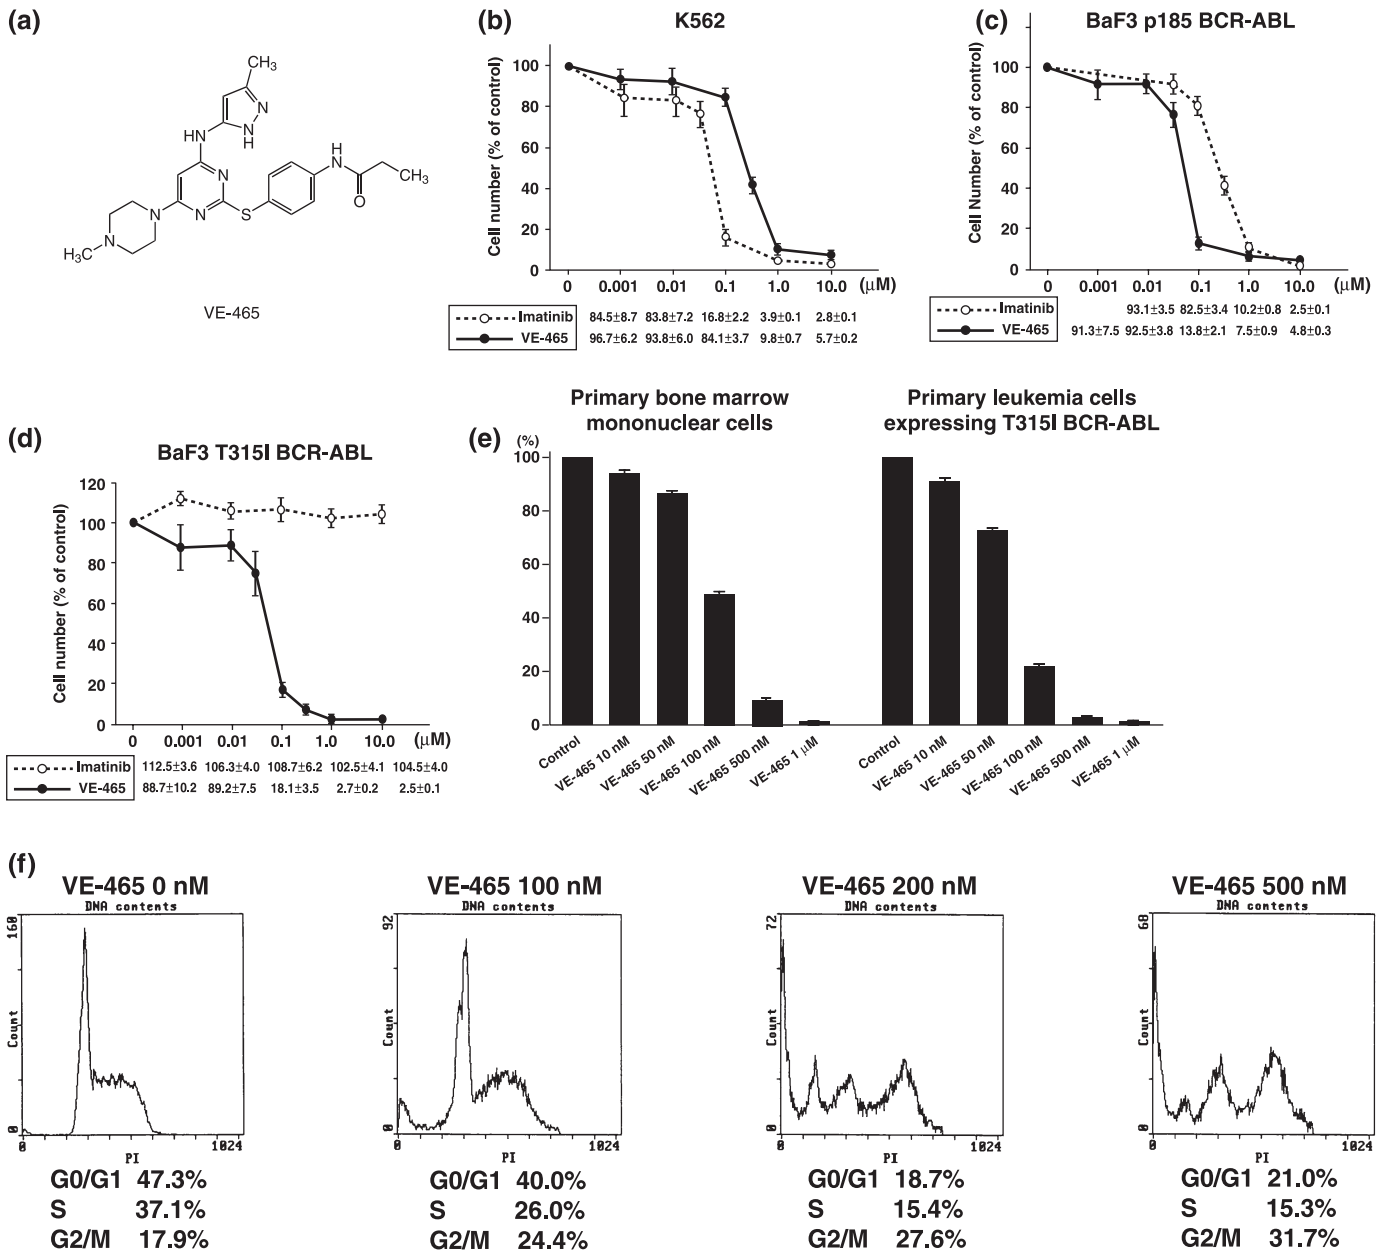 (a)
CH3
N
N
H
HN
N
N
S
H
N
O
CH3
N
N
H3C
VE-465
(b)
K562
Cell number (% of control)
100
80
60
40
20
0
0 0.001 0.01 0.1 1.0 10.0 (μM)
Imatinib 84.5±8.7 83.8±7.2 16.8±2.2 3.9±0.1 2.8±0.1
VE-465 96.7±6.2 93.8±6.0 84.1±3.7 9.8±0.7 5.7±0.2
(c)
BaF3 p185 BCR-ABL
Cell Number (% of control)
100
80
60
40
20
0
0 0.001 0.01 0.1 1.0 10.0 (μM)
Imatinib 93.1±3.5 82.5±3.4 10.2±0.8 2.5±0.1
VE-465 91.3±7.5 92.5±3.8 13.8±2.1 7.5±0.9 4.8±0.3
(d)
BaF3 T315I BCR-ABL
Cell number (% of control)
120
100
80
60
40
20
0
0 0.001 0.01 0.1 1.0 10.0 (μM)
Imatinib 112.5±3.6 106.3±4.0 108.7±6.2 102.5±4.1 104.5±4.0
VE-465 88.7±10.2 89.2±7.5 18.1±3.5 2.7±0.2 2.5±0.1
(e)
Primary bone marrow
mononuclear cells
Primary leukemia cells
expressing T315I BCR-ABL
(%)
100
80
60
40
20
0
Control
VE-465 10 nM
VE-465 50 nM
VE-465 100 nM
VE-465 500 nM
VE-465 1 μM
Control
VE-465 10 nM
VE-465 50 nM
VE-465 100 nM
VE-465 500 nM
VE-465 1 μM
(f)
VE-465 0 nM
DNA contents
160
Count
0
0 1024
PI
G0/G1 47.3%
S 37.1%
G2/M 17.9%
VE-465 100 nM
DNA contents
92
Count
0
0 1024
PI
G0/G1 40.0%
S 26.0%
G2/M 24.4%
VE-465 200 nM
DNA contents
72
Count
0
0 1024
PI
G0/G1 18.7%
S 15.4%
G2/M 27.6%
VE-465 500 nM
DNA contents
68
Count
0
0 1024
PI
G0/G1 21.0%
S 15.3%
G2/M 31.7%